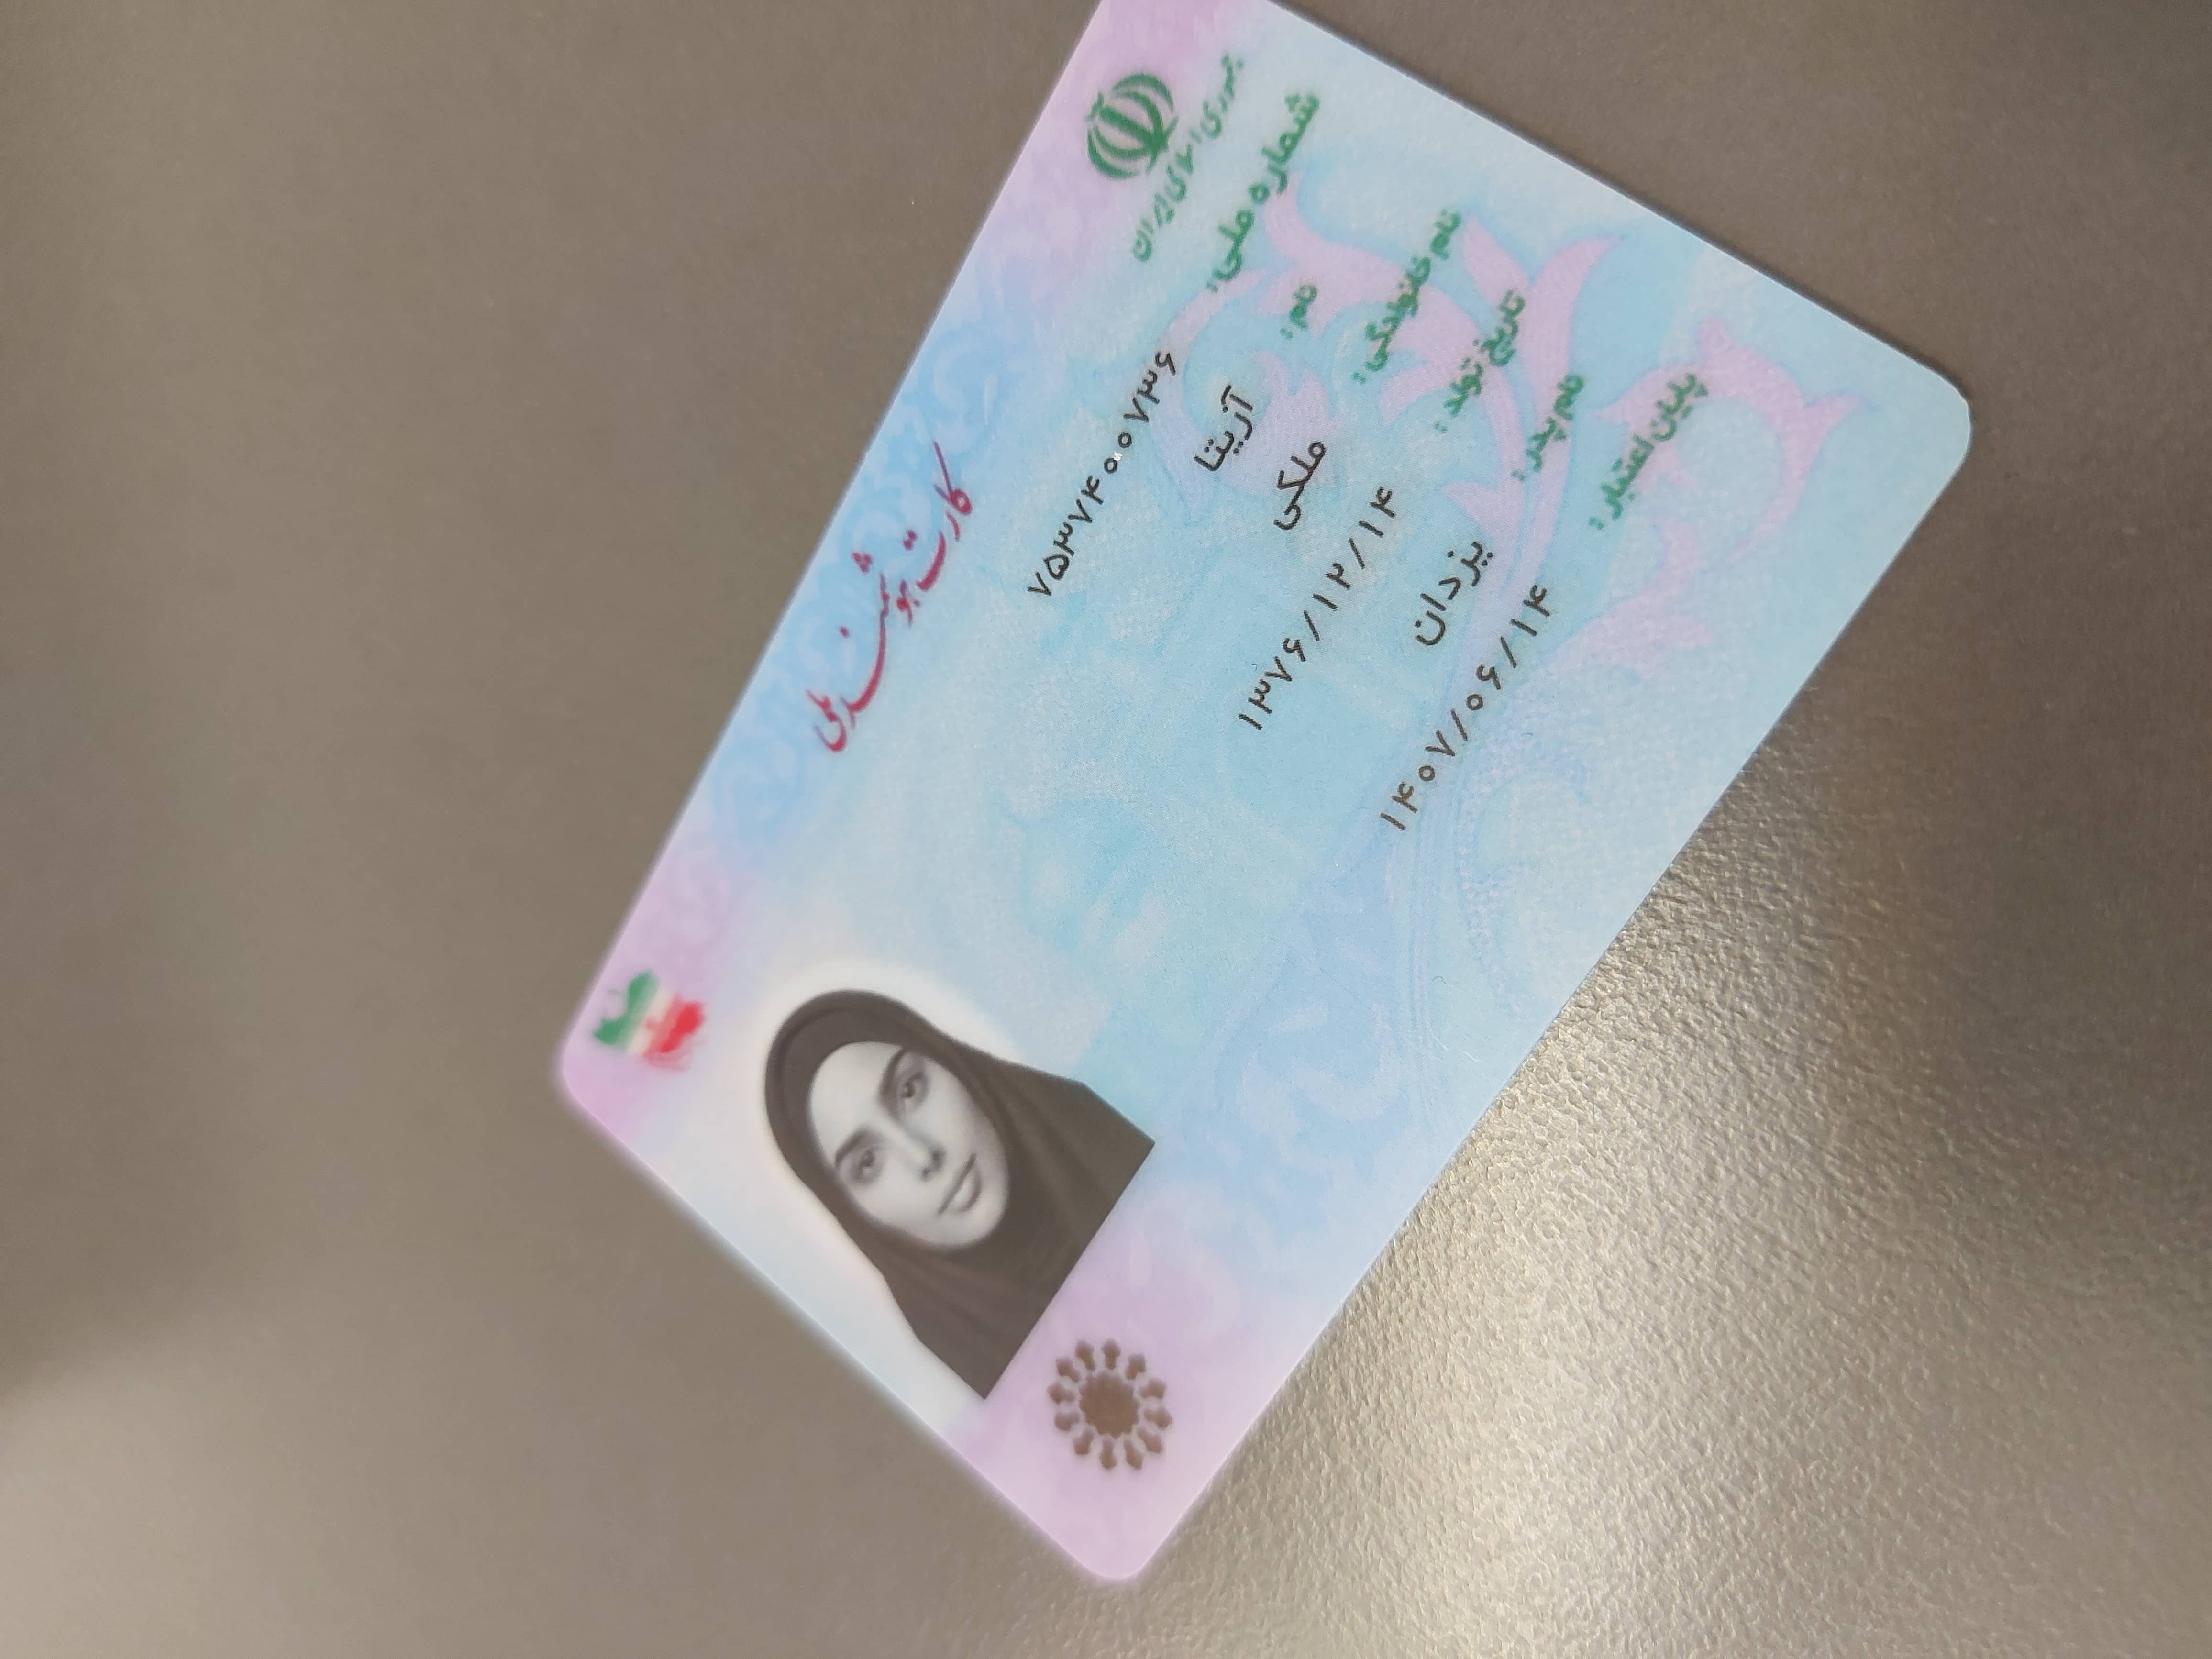 جمهوری اسلامی ایران
کارت هوشمند ملی
شماره ملی: ۷۵۳۷۴۰۰۷۳۶
نام: آزیتا
نام خانوادگی: ملکی
تاریخ تولد: ۱۳۷۶/۱۲/۱۴
نام پدر: یزدان
پایان اعتبار: ۱۴۰۷/۰۶/۱۴